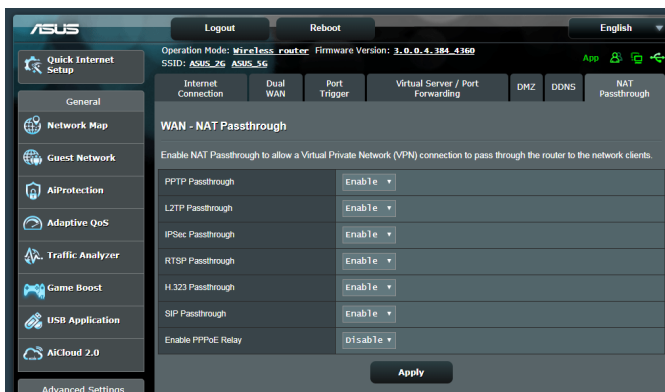 ASUS
Logout
Reboot
English
Quick Internet
Setup
Operation Mode: Wireless router Firmware Version: 3.0.0.4.384_4360
SSID: ASUS_2G ASUS_5G
App
General
Network Map
Guest Network
AiProtection
Adaptive QoS
Traffic Analyzer
Game Boost
USB Application
AiCloud 2.0
Advanced Settings
Internet
Connection
Dual
WAN
Port
Trigger
Virtual Server / Port
Forwarding
DMZ
DDNS
NAT
Passthrough
WAN - NAT Passthrough
Enable NAT Passthrough to allow a Virtual Private Network (VPN) connection to pass through the router to the network clients.
PPTP Passthrough Enable
L2TP Passthrough Enable
IPSec Passthrough Enable
RTSP Passthrough Enable
H.323 Passthrough Enable
SIP Passthrough Enable
Enable PPPoE Relay Disable
Apply